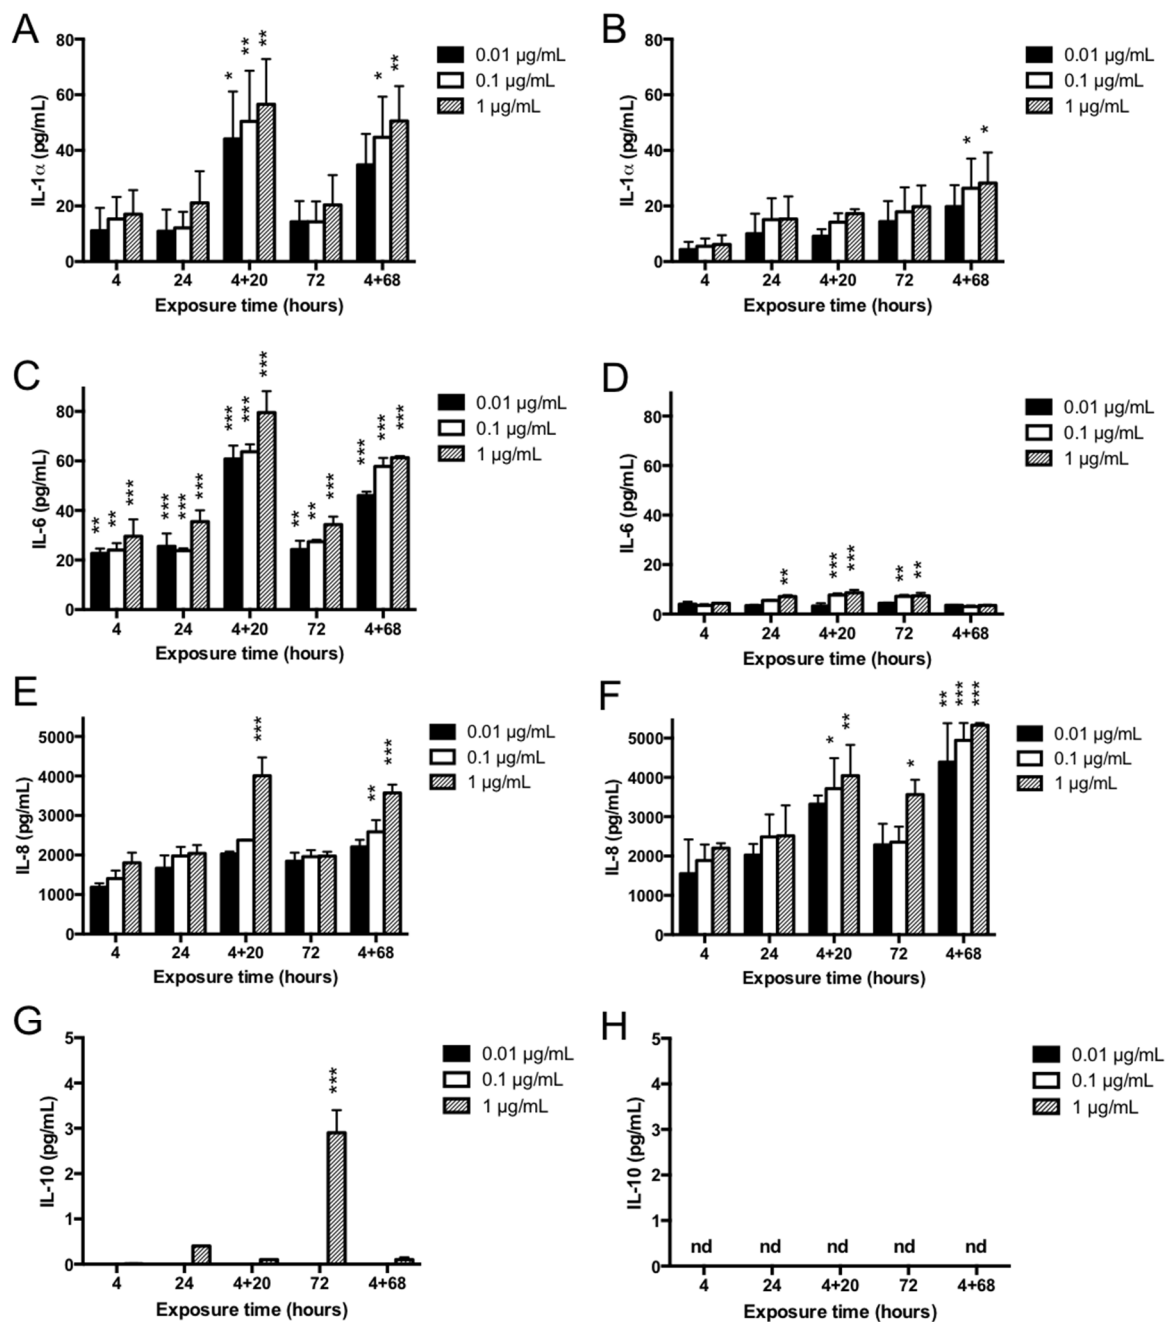 A
IL-1α (pg/mL)
80
60
40
20
0
* ** ** * **
4 24 4+20 72 4+68
Exposure time (hours)
0.01 µg/mL
0.1 µg/mL
1 µg/mL
B
IL-1α (pg/mL)
80
60
40
20
0
* *
4 24 4+20 72 4+68
Exposure time (hours)
0.01 µg/mL
0.1 µg/mL
1 µg/mL
C
IL-6 (pg/mL)
80
60
40
20
0
** ** *** *** *** *** *** *** *** ** ** *** *** *** ***
4 24 4+20 72 4+68
Exposure time (hours)
0.01 µg/mL
0.1 µg/mL
1 µg/mL
D
IL-6 (pg/mL)
80
60
40
20
0
** *** *** ** **
4 24 4+20 72 4+68
Exposure time (hours)
0.01 µg/mL
0.1 µg/mL
1 µg/mL
E
IL-8 (pg/mL)
5000
4000
3000
2000
1000
0
*** ** ***
4 24 4+20 72 4+68
Exposure time (hours)
0.01 µg/mL
0.1 µg/mL
1 µg/mL
F
IL-8 (pg/mL)
5000
4000
3000
2000
1000
0
* ** * ** *** ***
4 24 4+20 72 4+68
Exposure time (hours)
0.01 µg/mL
0.1 µg/mL
1 µg/mL
G
IL-10 (pg/mL)
5
4
3
2
1
0
***
4 24 4+20 72 4+68
Exposure time (hours)
0.01 µg/mL
0.1 µg/mL
1 µg/mL
H
IL-10 (pg/mL)
5
4
3
2
1
0
nd nd nd nd nd
4 24 4+20 72 4+68
Exposure time (hours)
0.01 µg/mL
0.1 µg/mL
1 µg/mL